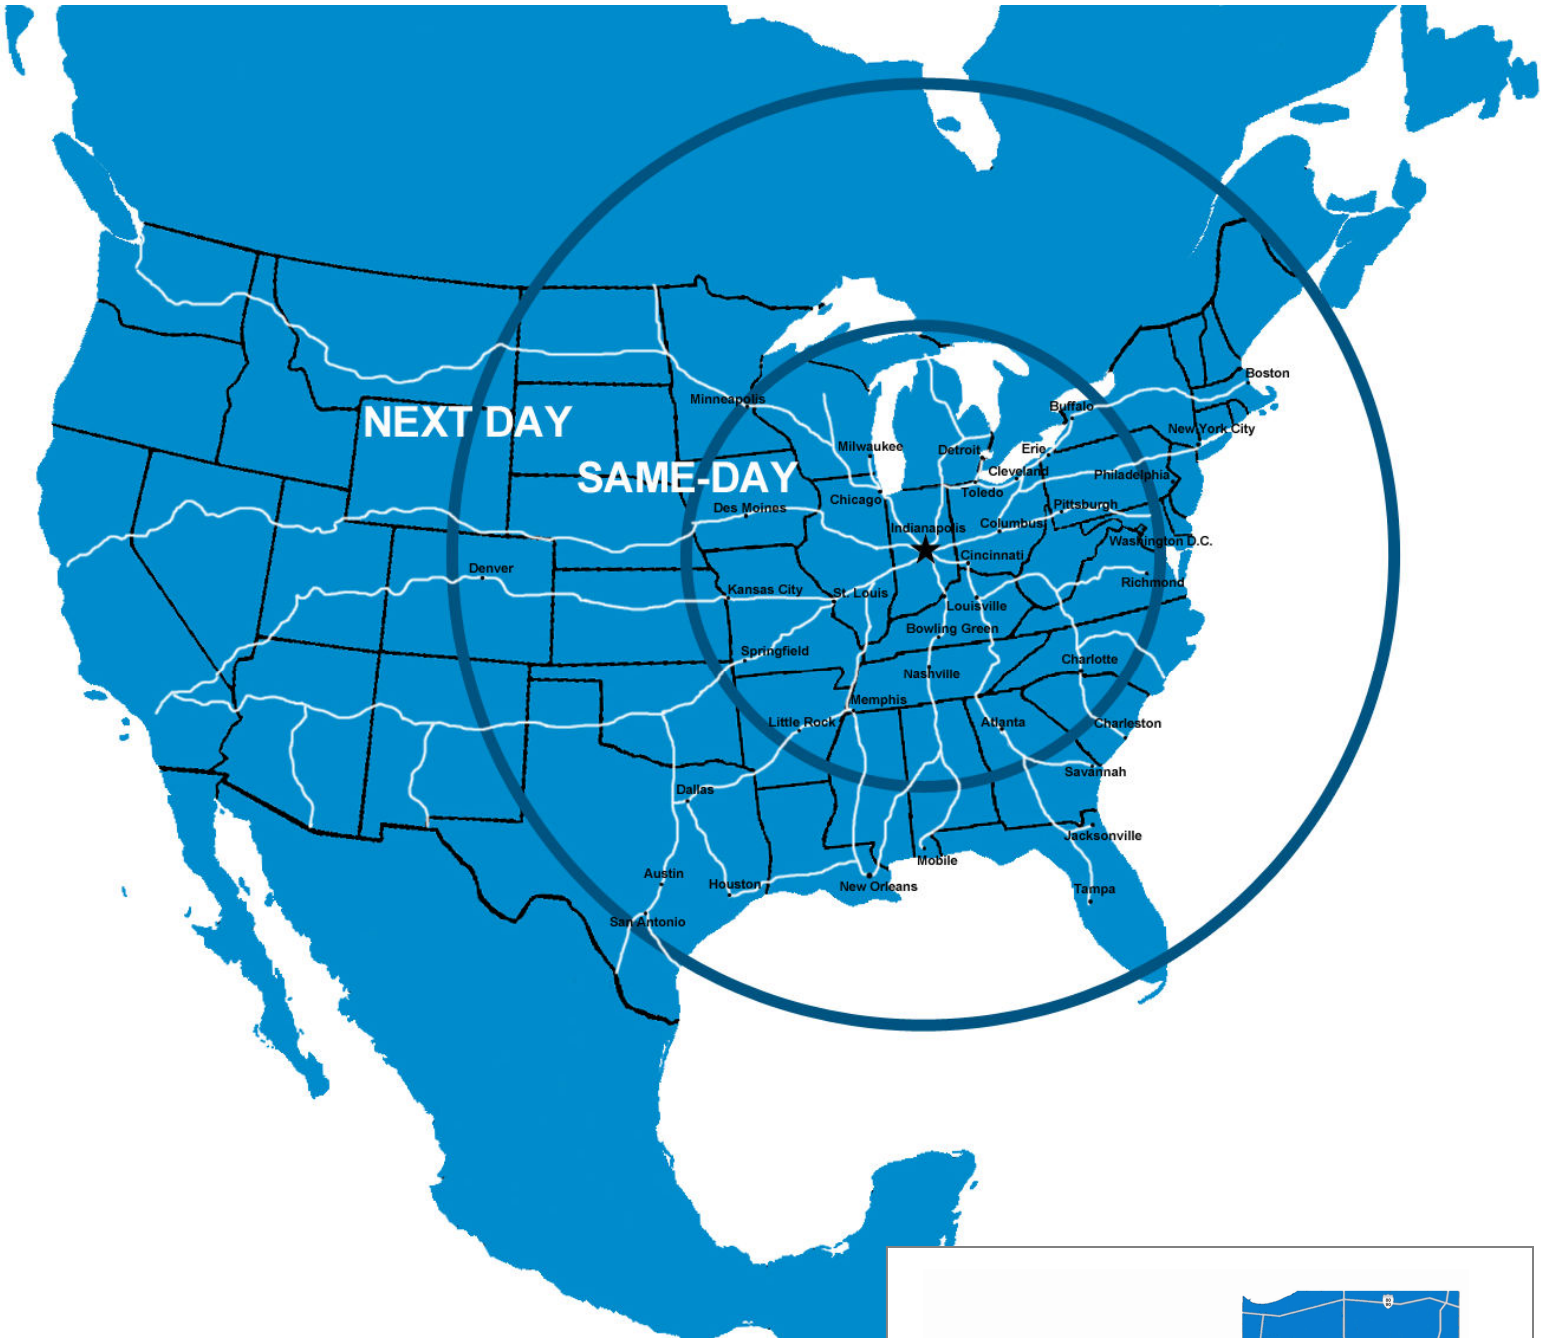 Boston
Minneapolis
NEXT DAY
Buffalo
New York City
Milwaukee
Detroit
Erie
SAME-DAY
Cleveland
Philadelphia
Toledo
Chicago
Des Moines
Pittsburgh
Indianapolis
Columbus
Washington D.C.
Cincinnati
Denver
Richmond
Kansas City
St. Louis
Louisville
Bowling Green
Springfield
Charlotte
Nashville
Memphis
Little Rock
Atlanta
Charleston
Savannah
Dallas
Jacksonville
Mobile
Austin
Houston
New Orleans
Tampa
San Antonio